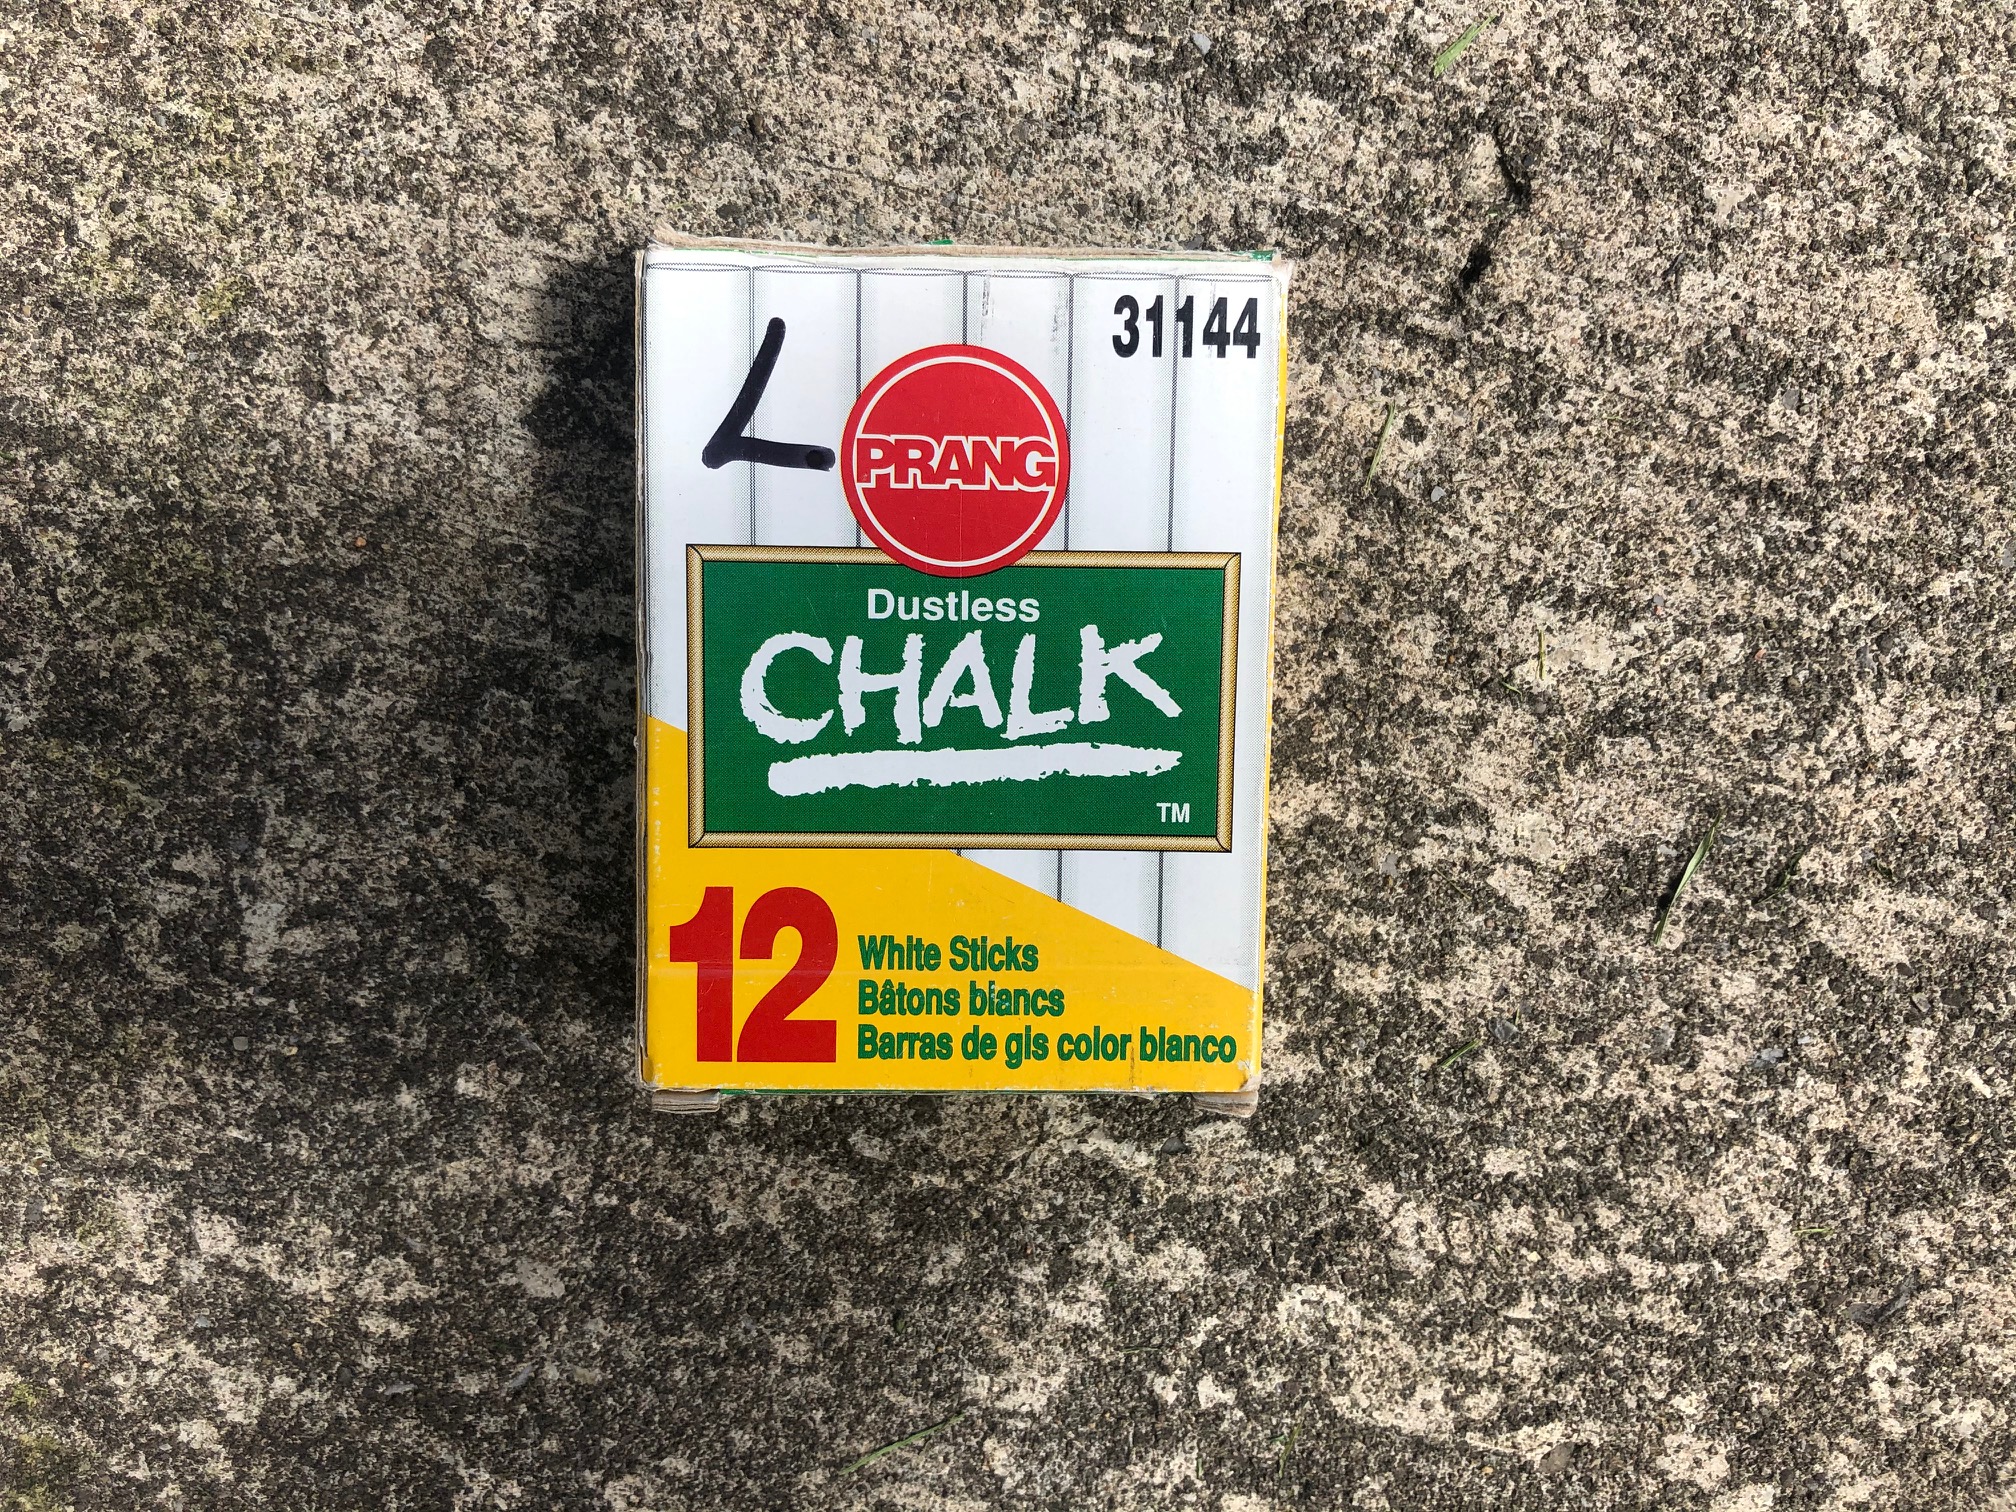 31144
L
PRANG
Dustless
CHALK
TM
12
White Sticks
Bâtons blancs
Barras de gis color blanco